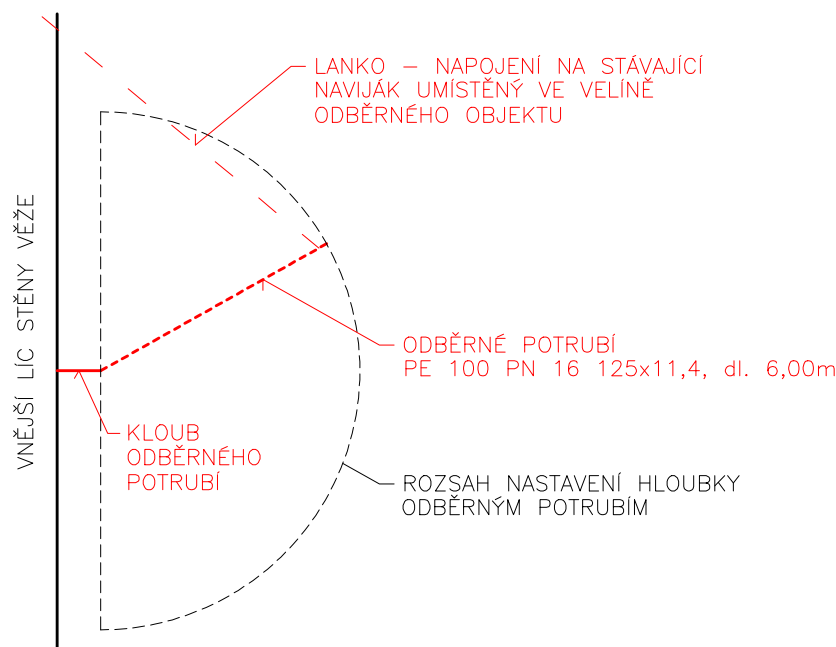 LANKO – NAPOJENÍ NA STÁVAJÍCÍ
NAVIJÁK UMÍSTĚNÝ VE VELÍNĚ
ODBĚRNÉHO OBJEKTU
VNĚJŠÍ LÍC STĚNY VĚŽE
ODBĚRNÉ POTRUBÍ
PE 100 PN 16 125x11,4, dl. 6,00m
KLOUB
ODBĚRNÉHO
POTRUBÍ
ROZSAH NASTAVENÍ HLOUBKY
ODBĚRNÝM POTRUBÍM